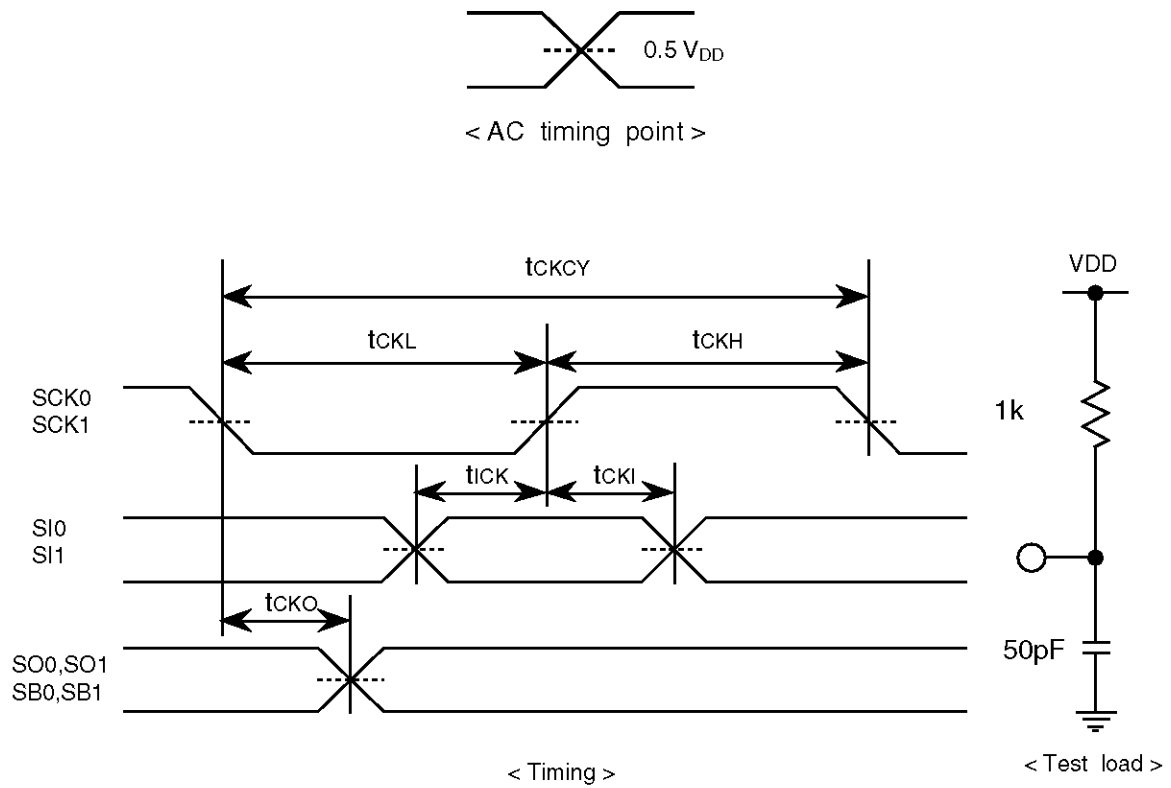 0.5 VDD
< AC timing point >
tCKCY
VDD
tCKL
tCKH
SCK0
SCK1
1k
tICK
tCKI
SI0
SI1
tCKO
50pF
SO0,SO1
SB0,SB1
< Timing >
< Test load >